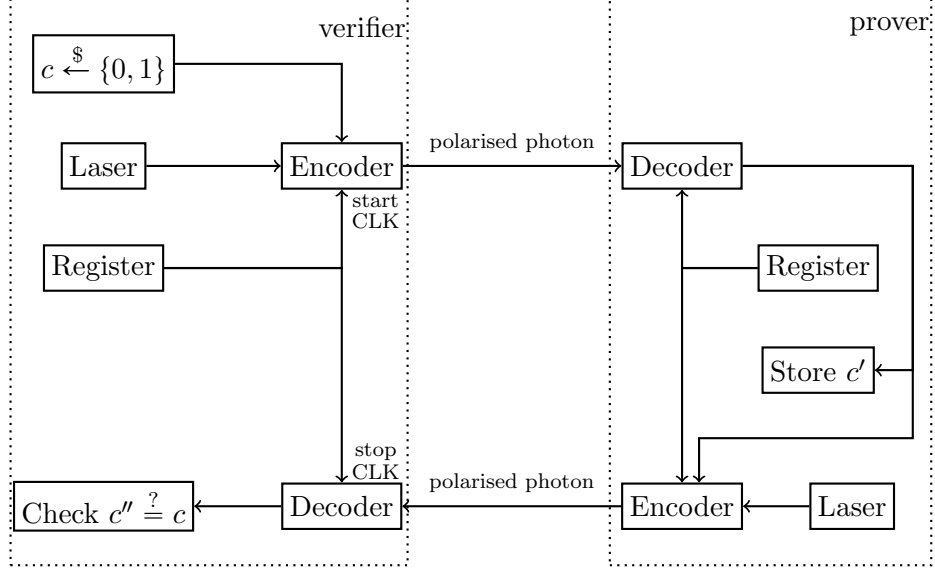 verifier
prover
c $← {0, 1}
polarised photon
Laser
Encoder
Decoder
start
CLK
Register
Register
Store c′
stop
CLK
polarised photon
Check c″ ?= c
Decoder
Encoder
Laser